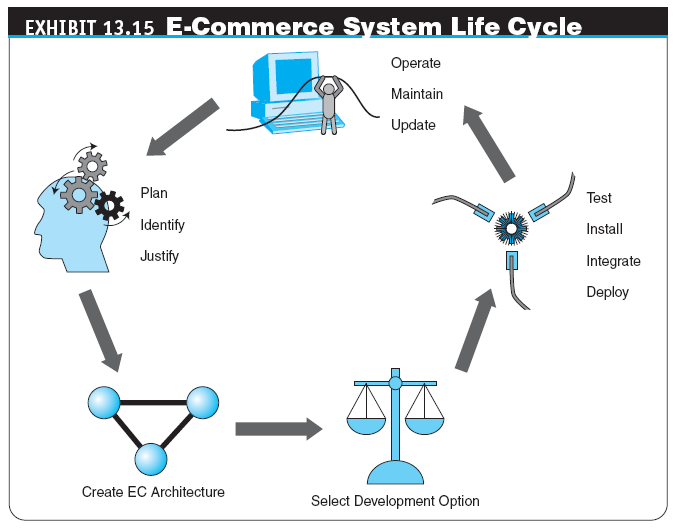 EXHIBIT 13.15 E-Commerce System Life Cycle
Operate
Maintain
Update
Plan
Identify
Justify
Test
Install
Integrate
Deploy
Create EC Architecture
Select Development Option